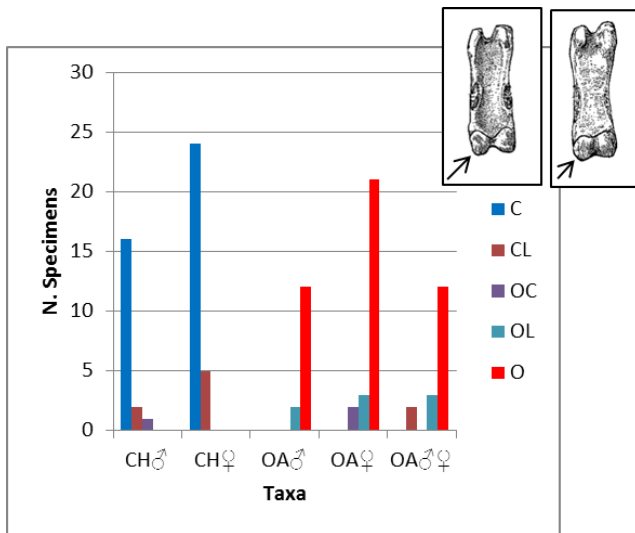 30
25
20
15
10
5
0
N. Specimens
CH♂ CH♀ OA♂ OA♀ OA♂♀
Taxa
C
CL
OC
OL
O